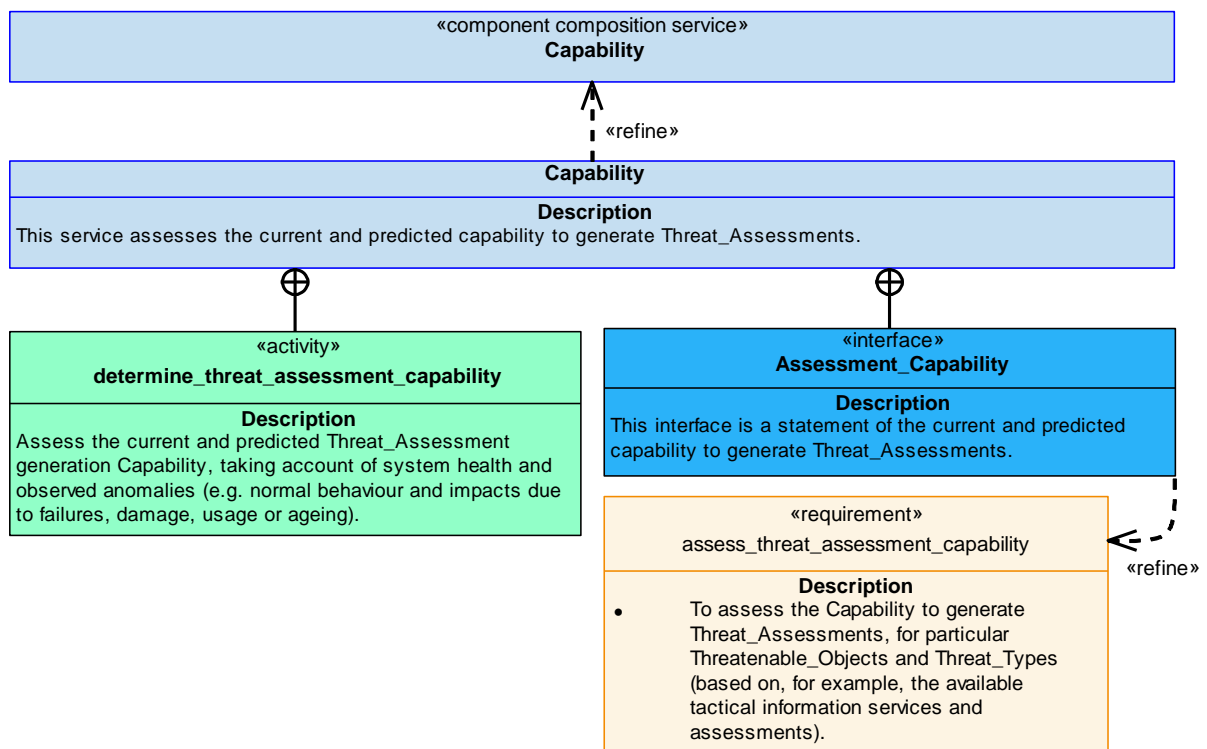 «component composition service»
Capability
«refine»
Capability
Description
This service assesses the current and predicted capability to generate Threat_Assessments.
«activity»
determine_threat_assessment_capability
Description
Assess the current and predicted Threat_Assessment
generation Capability, taking account of system health and
observed anomalies (e.g. normal behaviour and impacts due
to failures, damage, usage or ageing).
«interface»
Assessment_Capability
Description
This interface is a statement of the current and predicted
capability to generate Threat_Assessments.
«requirement»
assess_threat_assessment_capability
«refine»
Description
• To assess the Capability to generate
Threat_Assessments, for particular
Threatenable_Objects and Threat_Types
(based on, for example, the available
tactical information services and
assessments).